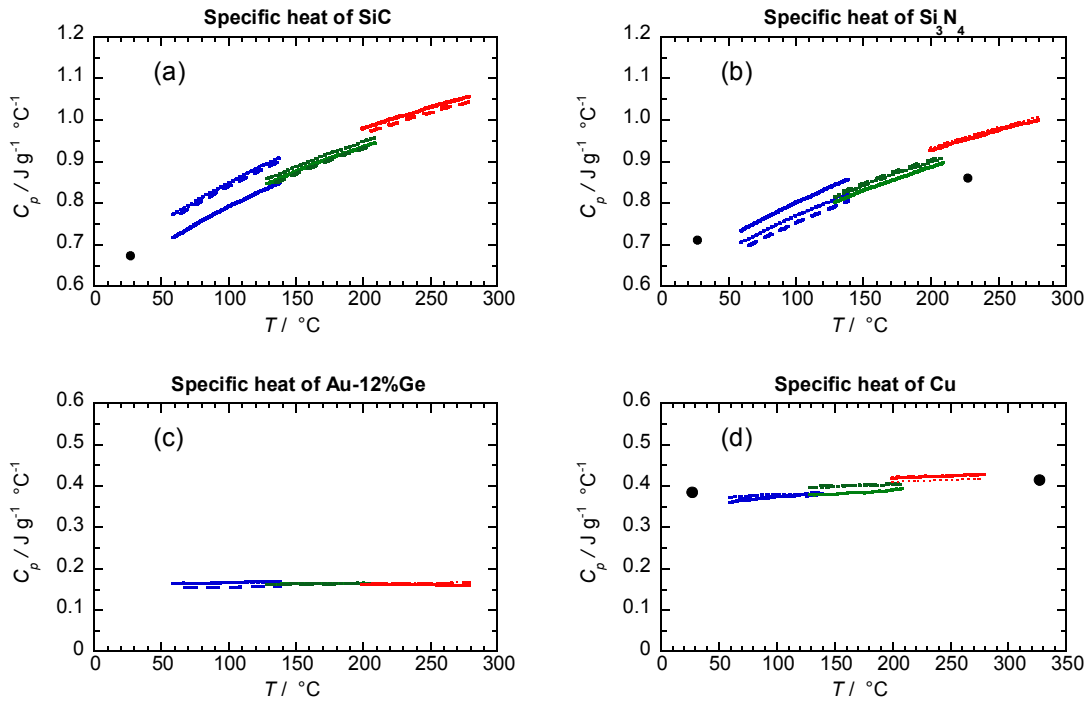 Specific heat of SiC
1.2
1.1
1.0
0.9
0.8
0.7
0.6
(a)
Cp / J g-1 °C-1
0 50 100 150 200 250 300
T / °C
Specific heat of Si3N4
1.2
1.1
1.0
0.9
0.8
0.7
0.6
(b)
Cp / J g-1 °C-1
0 50 100 150 200 250 300
T / °C
Specific heat of Au-12%Ge
0.6
0.5
0.4
0.3
0.2
0.1
0
(c)
Cp / J g-1 °C-1
0 50 100 150 200 250 300
T / °C
Specific heat of Cu
0.6
0.5
0.4
0.3
0.2
0.1
0
(d)
Cp / J g-1 °C-1
0 50 100 150 200 250 300 350
T / °C